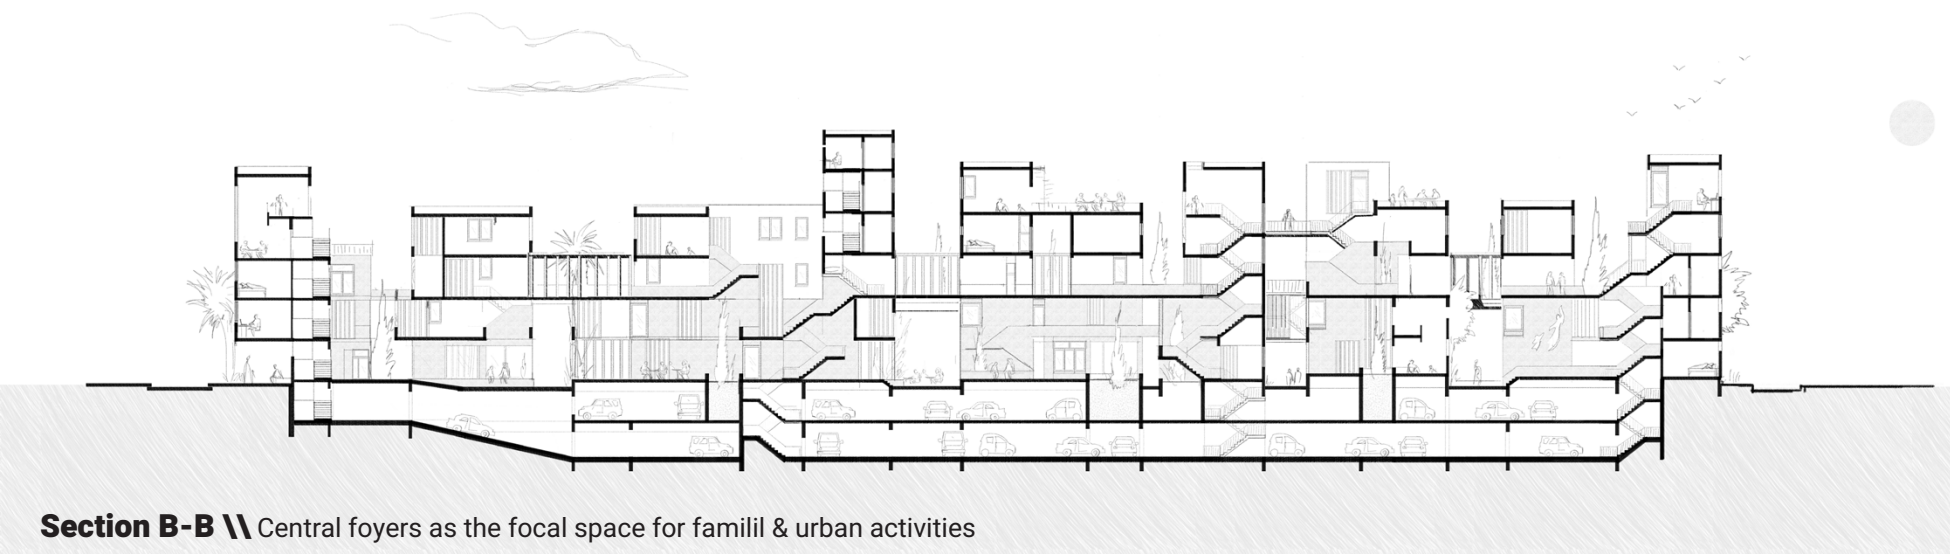 Section B-B \\ Central foyers as the focal space for familil & urban activities